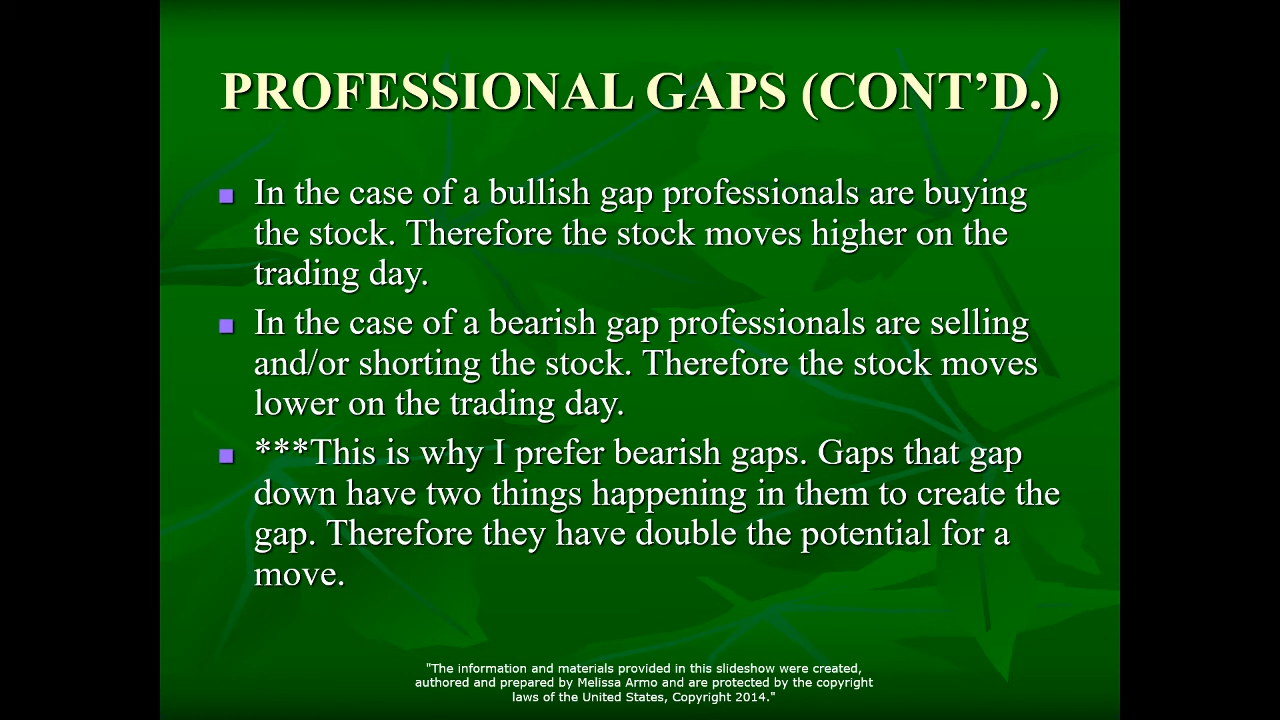 PROFESSIONAL GAPS (CONT’D.)
In the case of a bullish gap professionals are buying
the stock. Therefore the stock moves higher on the
trading day.
In the case of a bearish gap professionals are selling
and/or shorting the stock. Therefore the stock moves
lower on the trading day.
***This is why I prefer bearish gaps. Gaps that gap
down have two things happening in them to create the
gap. Therefore they have double the potential for a
move.
"The information and materials provided in this slideshow were created,
authored and prepared by Melissa Armo and are protected by the copyright
laws of the United States, Copyright 2014."